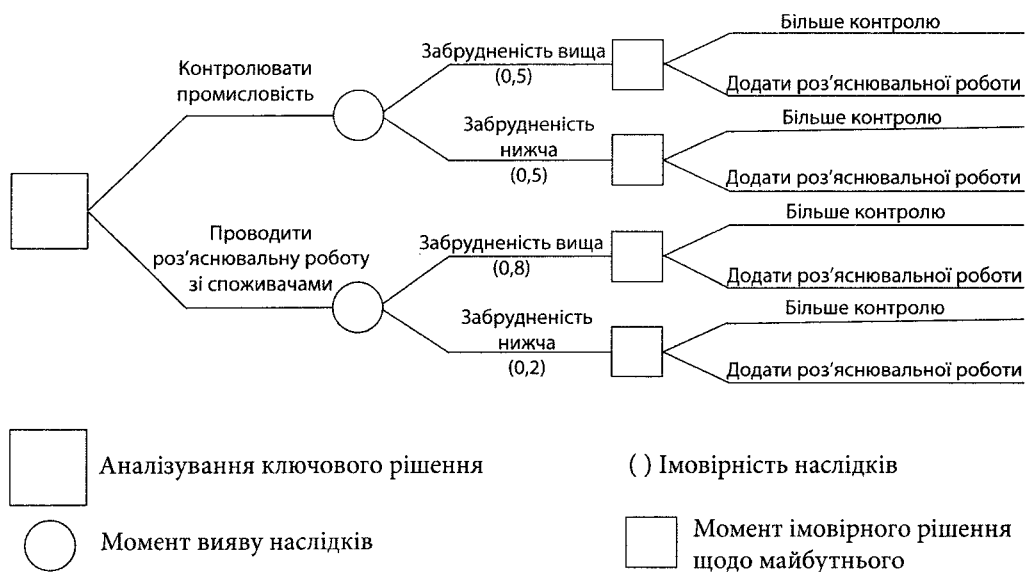 Більше контролю
Забрудненість вища
(0,5)
Контролювати
промисловість
Додати роз’яснювальної роботи
Більше контролю
Забрудненість
нижча
(0,5)
Додати роз’яснювальної роботи
Більше контролю
Проводити
роз’яснювальну роботу
зі споживачами
Забрудненість вища
(0,8)
Додати роз’яснювальної роботи
Більше контролю
Забрудненість
нижча
(0,2)
Додати роз’яснювальної роботи
Аналізування ключового рішення
( ) Імовірність наслідків
Момент вияву наслідків
Момент імовірного рішення
щодо майбутнього